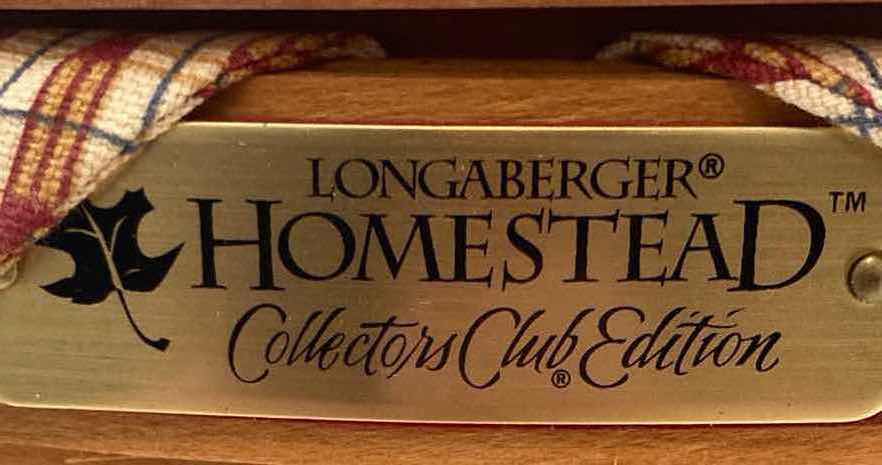 LONGABERGER®
HOMESTEAD™
Collectors Club® Edition